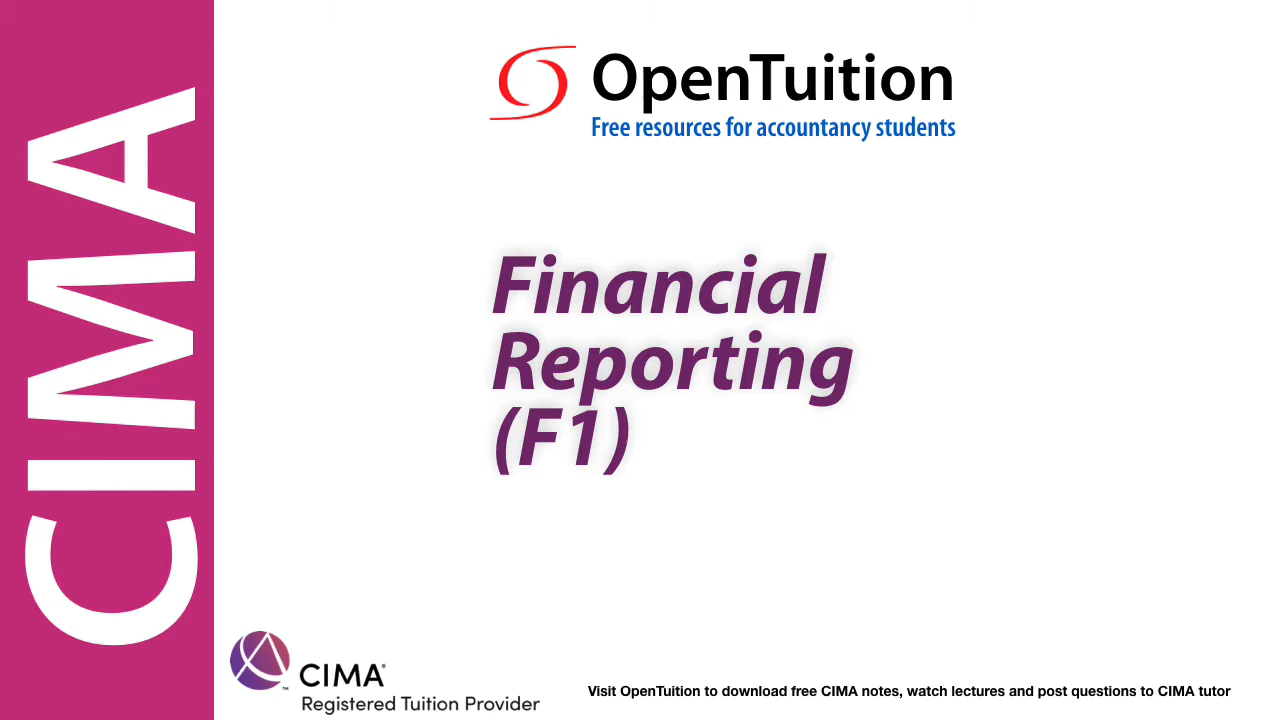 CIMA
OpenTuition
Free resources for accountancy students
Financial
Reporting
(F1)
CIMA®
™
Registered Tuition Provider
Visit OpenTuition to download free CIMA notes, watch lectures and post questions to CIMA tutor